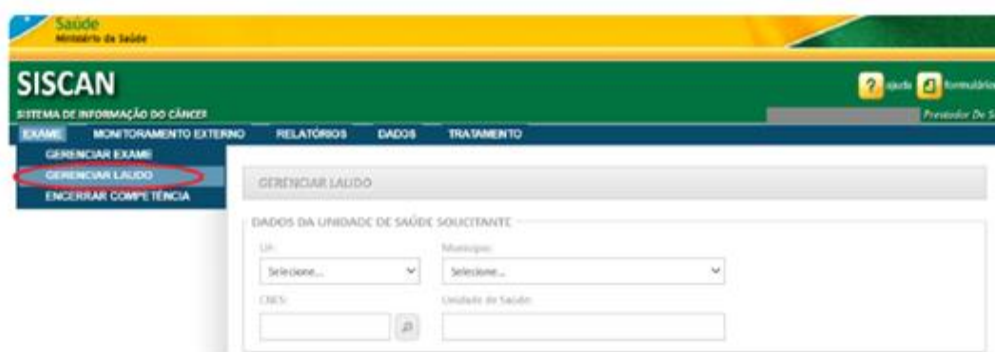 Saúde
Ministério da Saúde
SISCAN
SISTEMA DE INFORMAÇÃO DO CÂNCER
? ajuda formulários
Prestador De S
EXAME MONITORAMENTO EXTERNO RELATÓRIOS DADOS TRATAMENTO
GERENCIAR EXAME
GERENCIAR LAUDO
ENCERRAR COMPETÊNCIA
GERENCIAR LAUDO
DADOS DA UNIDADE DE SAÚDE SOLICITANTE
UF: Município:
Selecione... Selecione...
CNES: Unidade de Saúde: